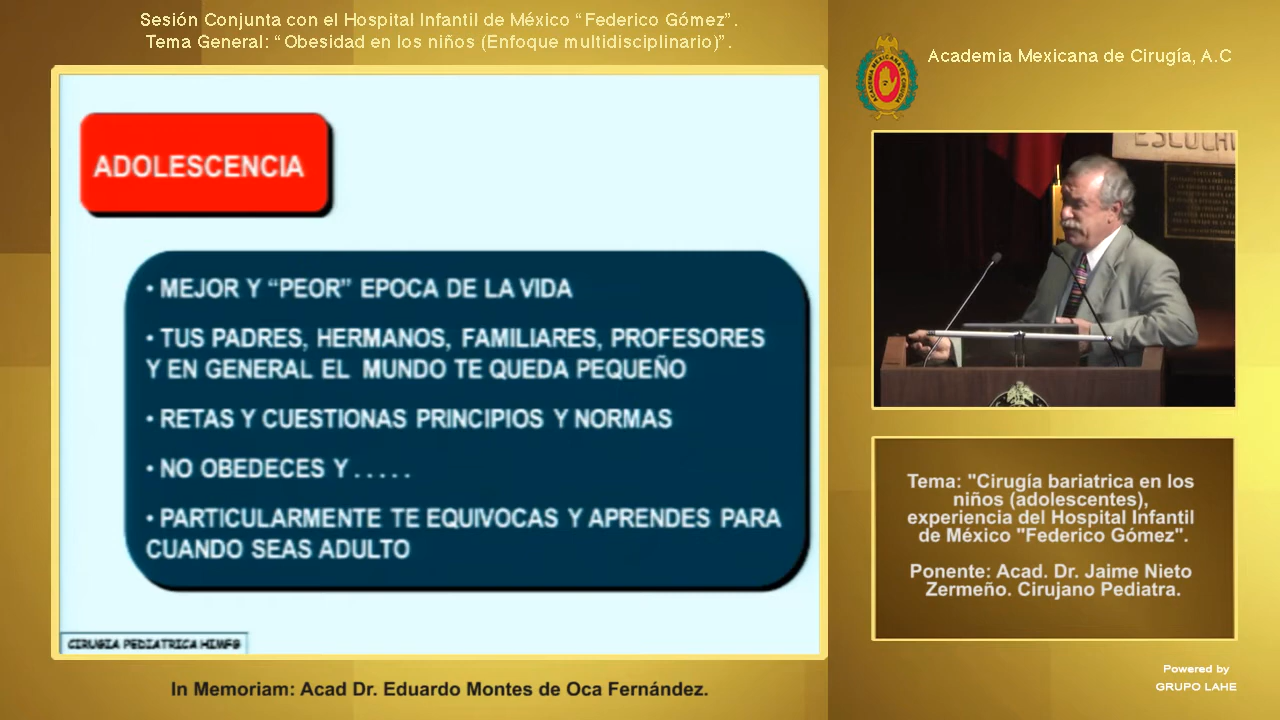 Sesión Conjunta con el Hospital Infantil de México “Federico Gómez”.
Tema General: “Obesidad en los niños (Enfoque multidisciplinario)”.
Academia Mexicana de Cirugía, A.C
ACADEMIA MEXICANA DE CIRUGIA
ADOLESCENCIA
• MEJOR Y “PEOR” EPOCA DE LA VIDA
• TUS PADRES, HERMANOS, FAMILIARES, PROFESORES
Y EN GENERAL EL MUNDO TE QUEDA PEQUEÑO
• RETAS Y CUESTIONAS PRINCIPIOS Y NORMAS
• NO OBEDECES Y . . . . .
• PARTICULARMENTE TE EQUIVOCAS Y APRENDES PARA
CUANDO SEAS ADULTO
CIRUGIA PEDIATRICA HIMFG
Tema: "Cirugía bariatrica en los
niños (adolescentes),
experiencia del Hospital Infantil
de México "Federico Gómez".
Ponente: Acad. Dr. Jaime Nieto
Zermeño. Cirujano Pediatra.
In Memoriam: Acad Dr. Eduardo Montes de Oca Fernández.
Powered by
GRUPO LAHE